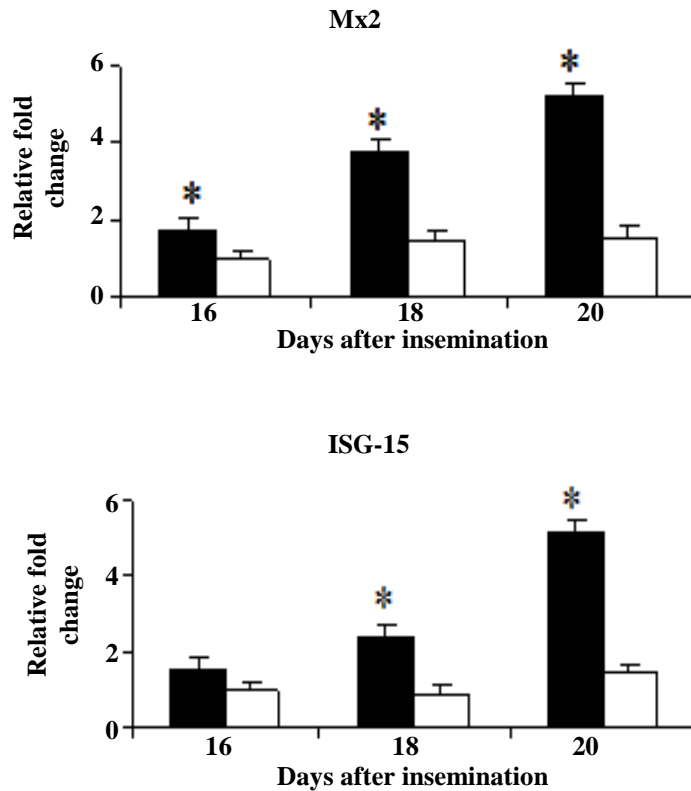 Mx2
6
4
2
0
Relative fold
change
*
*
*
16
18
20
Days after insemination
ISG-15
6
4
2
0
Relative fold
change
*
*
16
18
20
Days after insemination